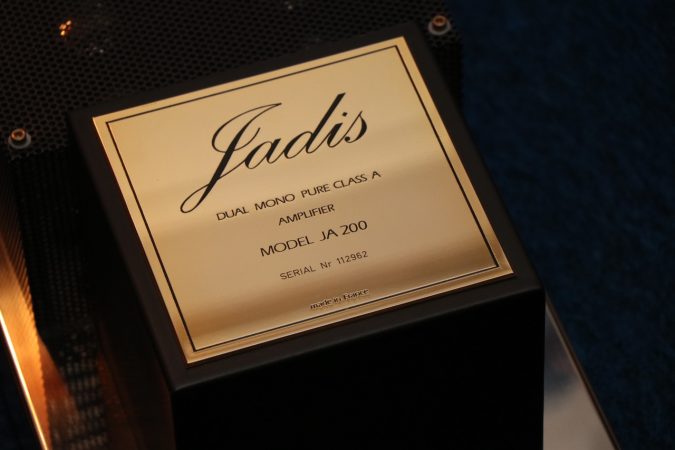 Jadis
DUAL MONO PURE CLASS A
AMPLIFIER
MODEL JA 200
SERIAL Nr 112962
made in France